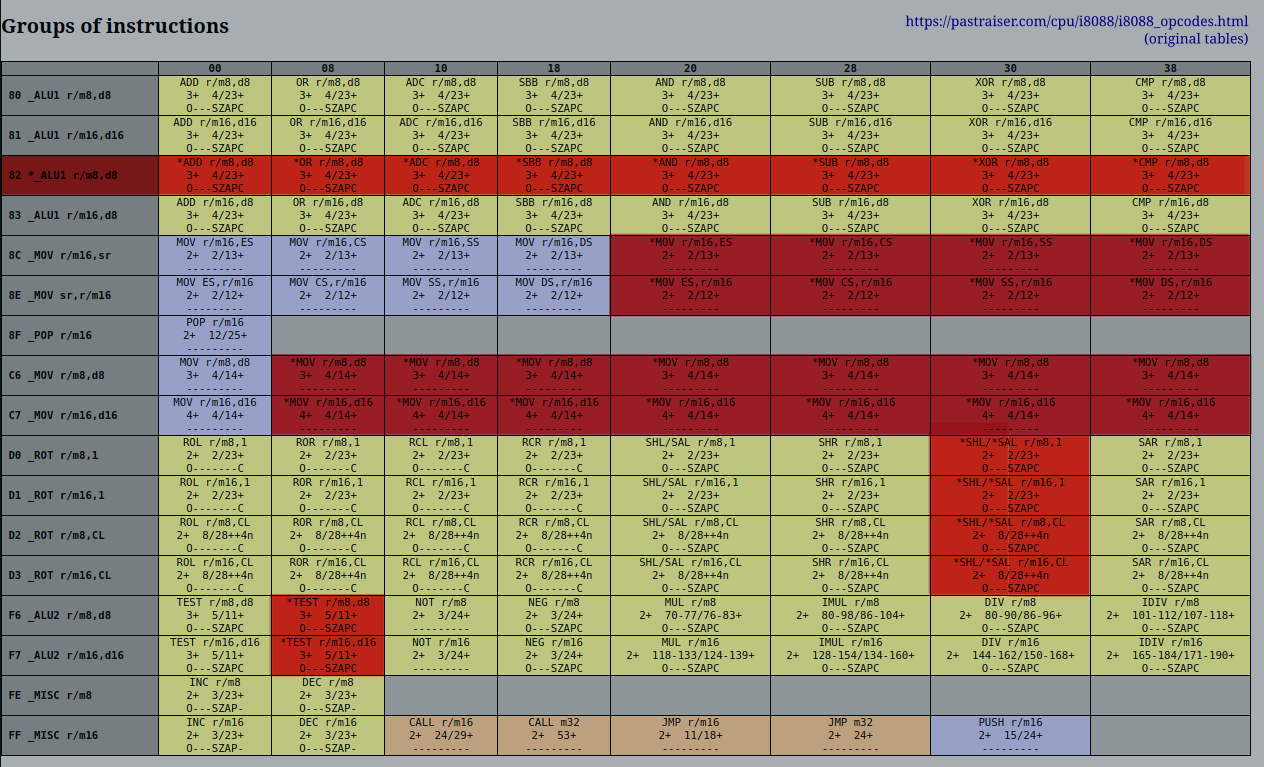 Groups of instructions
https://pastraiser.com/cpu/i8088/i8088_opcodes.html
(original tables)
00 08 10 18 20 28 30 38
ADD r/m8,d8 OR r/m8,d8 ADC r/m8,d8 SBB r/m8,d8 AND r/m8,d8 SUB r/m8,d8 XOR r/m8,d8 CMP r/m8,d8
80 _ALU1 r/m8,d8 3+ 4/23+ 3+ 4/23+ 3+ 4/23+ 3+ 4/23+ 3+ 4/23+ 3+ 4/23+ 3+ 4/23+ 3+ 4/23+
O---SZAPC O---SZAPC O---SZAPC O---SZAPC O---SZAPC O---SZAPC O---SZAPC O---SZAPC
ADD r/m16,d16 OR r/m16,d16 ADC r/m16,d16 SBB r/m16,d16 AND r/m16,d16 SUB r/m16,d16 XOR r/m16,d16 CMP r/m16,d16
81 _ALU1 r/m16,d16 3+ 4/23+ 3+ 4/23+ 3+ 4/23+ 3+ 4/23+ 3+ 4/23+ 3+ 4/23+ 3+ 4/23+ 3+ 4/23+
O---SZAPC O---SZAPC O---SZAPC O---SZAPC O---SZAPC O---SZAPC O---SZAPC O---SZAPC
*ADD r/m8,d8 *OR r/m8,d8 *ADC r/m8,d8 *SBB r/m8,d8 *AND r/m8,d8 *SUB r/m8,d8 *XOR r/m8,d8 *CMP r/m8,d8
82 *_ALU1 r/m8,d8 3+ 4/23+ 3+ 4/23+ 3+ 4/23+ 3+ 4/23+ 3+ 4/23+ 3+ 4/23+ 3+ 4/23+ 3+ 4/23+
O---SZAPC O---SZAPC O---SZAPC O---SZAPC O---SZAPC O---SZAPC O---SZAPC O---SZAPC
ADD r/m16,d8 OR r/m16,d8 ADC r/m16,d8 SBB r/m16,d8 AND r/m16,d8 SUB r/m16,d8 XOR r/m16,d8 CMP r/m16,d8
83 _ALU1 r/m16,d8 3+ 4/23+ 3+ 4/23+ 3+ 4/23+ 3+ 4/23+ 3+ 4/23+ 3+ 4/23+ 3+ 4/23+ 3+ 4/23+
O---SZAPC O---SZAPC O---SZAPC O---SZAPC O---SZAPC O---SZAPC O---SZAPC O---SZAPC
MOV r/m16,ES MOV r/m16,CS MOV r/m16,SS MOV r/m16,DS *MOV r/m16,ES *MOV r/m16,CS *MOV r/m16,SS *MOV r/m16,DS
8C _MOV r/m16,sr 2+ 2/13+ 2+ 2/13+ 2+ 2/13+ 2+ 2/13+ 2+ 2/13+ 2+ 2/13+ 2+ 2/13+ 2+ 2/13+
--------- --------- --------- --------- --------- --------- --------- ---------
MOV ES,r/m16 MOV CS,r/m16 MOV SS,r/m16 MOV DS,r/m16 *MOV ES,r/m16 *MOV CS,r/m16 *MOV SS,r/m16 *MOV DS,r/m16
8E _MOV sr,r/m16 2+ 2/12+ 2+ 2/12+ 2+ 2/12+ 2+ 2/12+ 2+ 2/12+ 2+ 2/12+ 2+ 2/12+ 2+ 2/12+
--------- --------- --------- --------- --------- --------- --------- ---------
POP r/m16
8F _POP r/m16 2+ 12/25+
---------
MOV r/m8,d8 *MOV r/m8,d8 *MOV r/m8,d8 *MOV r/m8,d8 *MOV r/m8,d8 *MOV r/m8,d8 *MOV r/m8,d8 *MOV r/m8,d8
C6 _MOV r/m8,d8 3+ 4/14+ 3+ 4/14+ 3+ 4/14+ 3+ 4/14+ 3+ 4/14+ 3+ 4/14+ 3+ 4/14+ 3+ 4/14+
--------- --------- --------- --------- --------- --------- --------- ---------
MOV r/m16,d16 *MOV r/m16,d16 *MOV r/m16,d16 *MOV r/m16,d16 *MOV r/m16,d16 *MOV r/m16,d16 *MOV r/m16,d16 *MOV r/m16,d16
C7 _MOV r/m16,d16 4+ 4/14+ 4+ 4/14+ 4+ 4/14+ 4+ 4/14+ 4+ 4/14+ 4+ 4/14+ 4+ 4/14+ 4+ 4/14+
--------- --------- --------- --------- --------- --------- --------- ---------
ROL r/m8,1 ROR r/m8,1 RCL r/m8,1 RCR r/m8,1 SHL/SAL r/m8,1 SHR r/m8,1 *SHL/*SAL r/m8,1 SAR r/m8,1
D0 _ROT r/m8,1 2+ 2/23+ 2+ 2/23+ 2+ 2/23+ 2+ 2/23+ 2+ 2/23+ 2+ 2/23+ 2+ 2/23+ 2+ 2/23+
O-------C O-------C O-------C O-------C O---SZAPC O---SZAPC O---SZAPC O---SZAPC
ROL r/m16,1 ROR r/m16,1 RCL r/m16,1 RCR r/m16,1 SHL/SAL r/m16,1 SHR r/m16,1 *SHL/*SAL r/m16,1 SAR r/m16,1
D1 _ROT r/m16,1 2+ 2/23+ 2+ 2/23+ 2+ 2/23+ 2+ 2/23+ 2+ 2/23+ 2+ 2/23+ 2+ 2/23+ 2+ 2/23+
O-------C O-------C O-------C O-------C O---SZAPC O---SZAPC O---SZAPC O---SZAPC
ROL r/m8,CL ROR r/m8,CL RCL r/m8,CL RCR r/m8,CL SHL/SAL r/m8,CL SHR r/m8,CL *SHL/*SAL r/m8,CL SAR r/m8,CL
D2 _ROT r/m8,CL 2+ 8/28++4n 2+ 8/28++4n 2+ 8/28++4n 2+ 8/28++4n 2+ 8/28++4n 2+ 8/28++4n 2+ 8/28++4n 2+ 8/28++4n
O-------C O-------C O-------C O-------C O---SZAPC O---SZAPC O---SZAPC O---SZAPC
ROL r/m16,CL ROR r/m16,CL RCL r/m16,CL RCR r/m16,CL SHL/SAL r/m16,CL SHR r/m16,CL *SHL/*SAL r/m16,CL SAR r/m16,CL
D3 _ROT r/m16,CL 2+ 8/28++4n 2+ 8/28++4n 2+ 8/28++4n 2+ 8/28++4n 2+ 8/28++4n 2+ 8/28++4n 2+ 8/28++4n 2+ 8/28++4n
O-------C O-------C O-------C O-------C O---SZAPC O---SZAPC O---SZAPC O---SZAPC
TEST r/m8,d8 *TEST r/m8,d8 NOT r/m8 NEG r/m8 MUL r/m8 IMUL r/m8 DIV r/m8 IDIV r/m8
F6 _ALU2 r/m8,d8 3+ 5/11+ 3+ 5/11+ 2+ 3/24+ 2+ 3/24+ 2+ 70-77/76-83+ 2+ 80-98/86-104+ 2+ 80-90/86-96+ 2+ 101-112/107-118+
O---SZAPC O---SZAPC --------- O---SZAPC O---SZAPC O---SZAPC O---SZAPC O---SZAPC
TEST r/m16,d16 *TEST r/m16,d16 NOT r/m16 NEG r/m16 MUL r/m16 IMUL r/m16 DIV r/m16 IDIV r/m16
F7 _ALU2 r/m16,d16 3+ 5/11+ 3+ 5/11+ 2+ 3/24+ 2+ 3/24+ 2+ 118-133/124-139+ 2+ 128-154/134-160+ 2+ 144-162/150-168+ 2+ 165-184/171-190+
O---SZAPC O---SZAPC --------- O---SZAPC O---SZAPC O---SZAPC O---SZAPC O---SZAPC
INC r/m8 DEC r/m8
FE _MISC r/m8 2+ 3/23+ 2+ 3/23+
O---SZAP- O---SZAP-
INC r/m16 DEC r/m16 CALL r/m16 CALL m32 JMP r/m16 JMP m32 PUSH r/m16
FF _MISC r/m16 2+ 3/23+ 2+ 3/23+ 2+ 24/29+ 2+ 53+ 2+ 11/18+ 2+ 24+ 2+ 15/24+
O---SZAP- O---SZAP- --------- --------- --------- --------- ---------